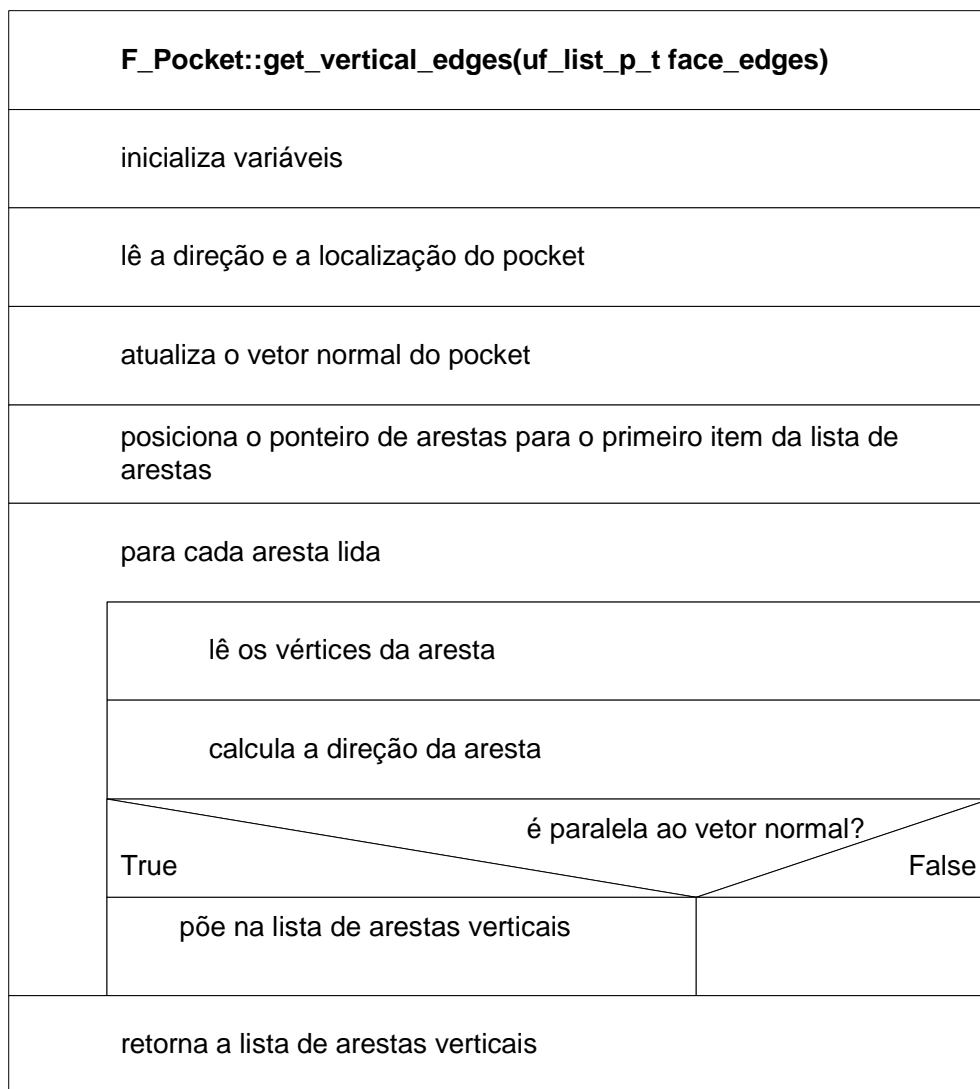 F_Pocket::get_vertical_edges(uf_list_p_t face_edges)
inicializa variáveis
lê a direção e a localização do pocket
atualiza o vetor normal do pocket
posiciona o ponteiro de arestas para o primeiro item da lista de
arestas
para cada aresta lida
lê os vértices da aresta
calcula a direção da aresta
é paralela ao vetor normal?
True
False
põe na lista de arestas verticais
retorna a lista de arestas verticais